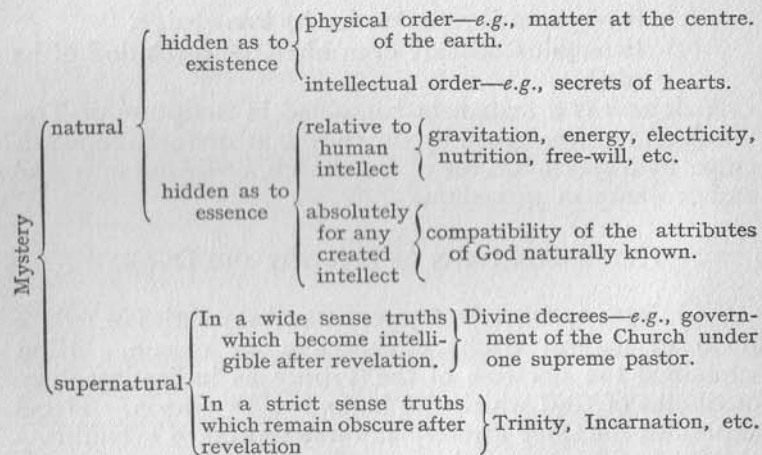 physical order—e.g., matter at the centre.
of the earth.
hidden as to
existence
intellectual order—e.g., secrets of hearts.
natural
relative to
human
intellect
gravitation, energy, electricity,
nutrition, free-will, etc.
hidden as to
essence
absolutely
for any
created
intellect
compatibility of the attributes
of God naturally known.
Mystery
In a wide sense truths
which become intelli-
gible after revelation.
Divine decrees—e.g., govern-
ment of the Church under
one supreme pastor.
supernatural
In a strict sense truths
which remain obscure after
revelation
Trinity, Incarnation, etc.